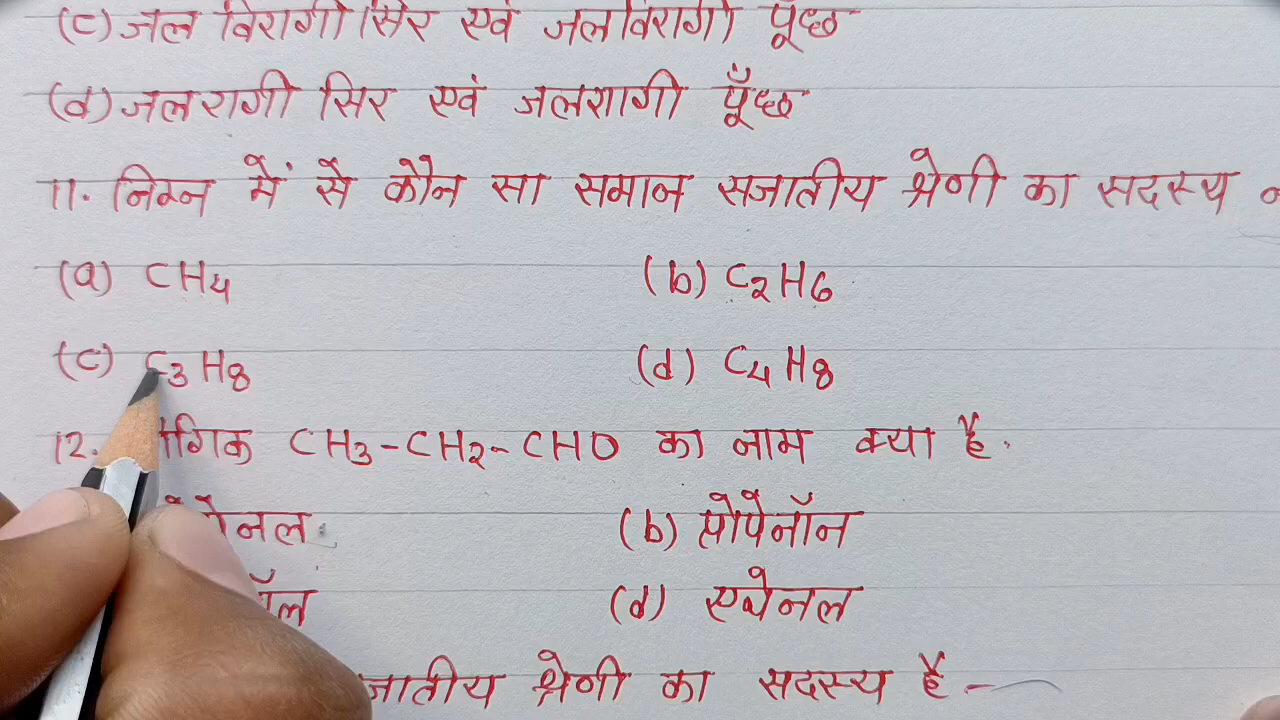 (c) जल विरागी सिर एवं जलविरागी पूँछ
(d) जलरागी सिर एवं जलरागी पूँछ
11. निम्न में से कौन सा समान सजातीय श्रेणी का सदस्य
(a) CH4 (b) C2H6
(c) C3H8 (d) C4H8
12. CH3-CH2-CHO का नाम क्या है.
(b) प्रोपेनॉन
(d) एथेनल
श्रेणी का सदस्य है -